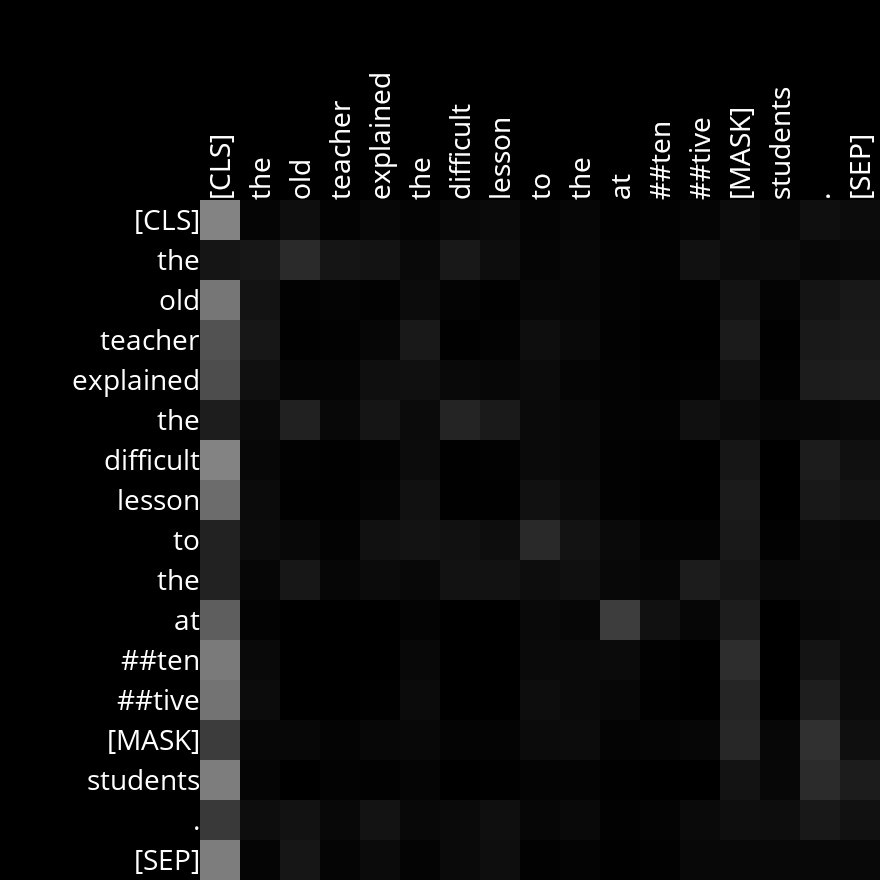 [CLS] the old teacher explained the difficult lesson to the at ##ten ##tive [MASK] students . [SEP]
[CLS]
the
old
teacher
explained
the
difficult
lesson
to
the
at
##ten
##tive
[MASK]
students
.
[SEP]